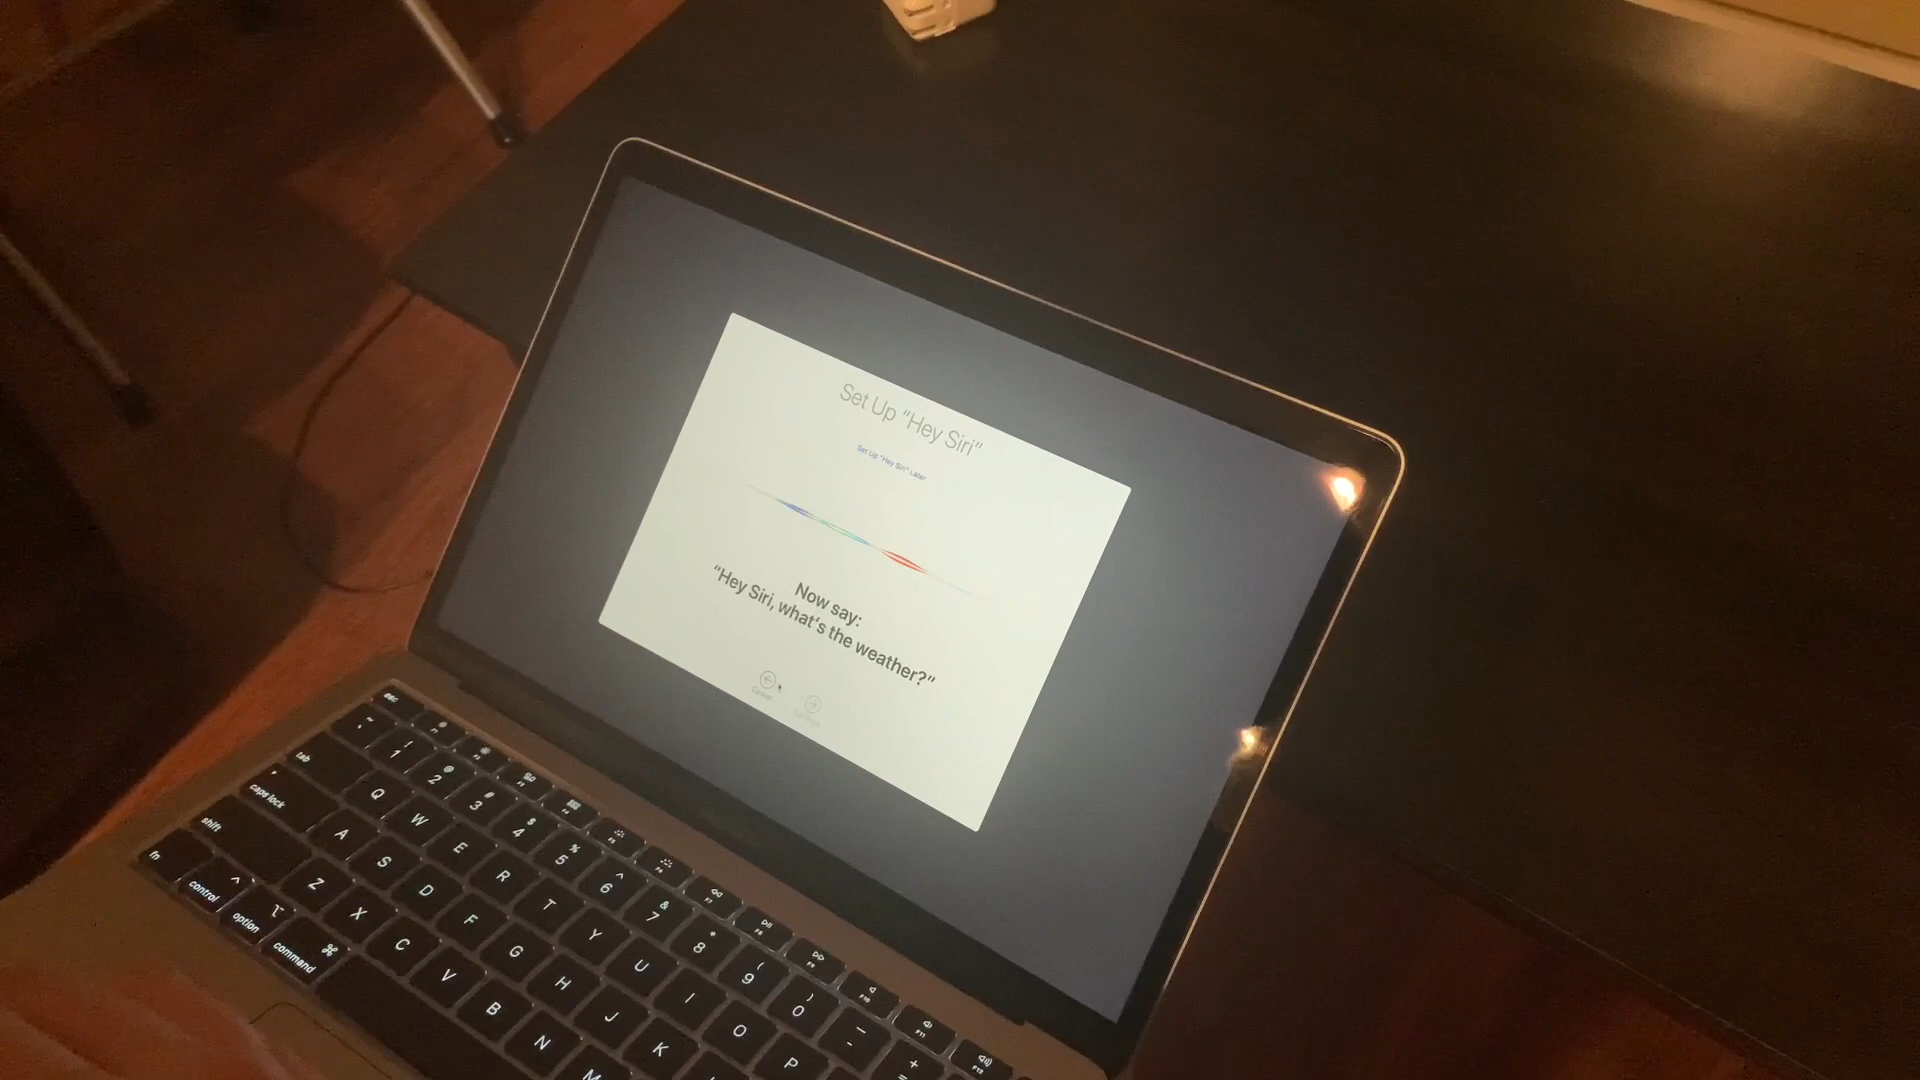 Set Up “Hey Siri”
Set Up “Hey Siri” Later
Now say:
“Hey Siri, what’s the weather?”
Cancel
esc
~
! 1
@ 2
# 3
$ 4
% 5
^ 6
& 7
* 8
( 9
) 0
tab
Q
W
E
R
T
Y
U
I
O
P
caps lock
A
S
D
F
G
H
J
K
shift
Z
X
C
V
B
N
M
fn
control
option
command